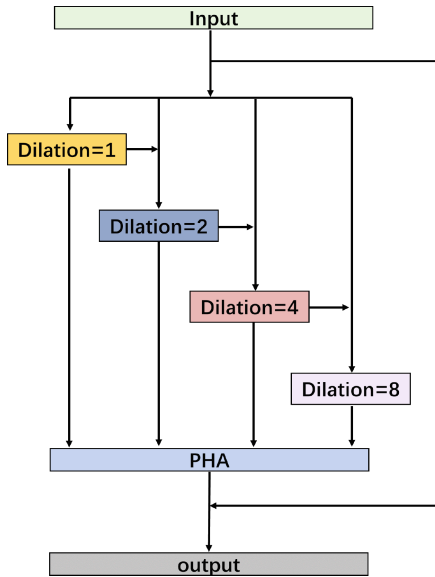 Input
Dilation=1
Dilation=2
Dilation=4
Dilation=8
PHA
output